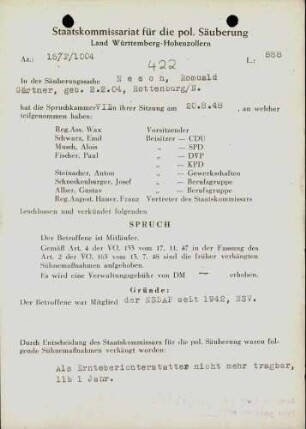 Staatskommissariat für die pol. Säuberung
Land Württemberg-Hohenzollern
Az.: 15/P/1004 L.: 888
422
In der Säuberungssache Nesch, Romuald
Gärtner, geb. 2.2.04, Rottenburg/N.
hat die Spruchkammer VII in ihrer Sitzung am 20.8.48, an welcher
teilgenommen haben:
Reg.Ass. Wax Vorsitzender
Schwarz, Emil Beisitzer — CDU
Musch, Alois „ — SPD
Fischer, Paul „ — DVP
„ — KPD
Steinacher, Anton „ — Gewerkschaften
Schneckenburger, Josef „ — Berufsgruppe
Alber, Gustav „ — Berufsgruppe
Reg.Angest. Hauer, Franz Vertreter des Staatskommissars
beschlossen und verkündet folgenden
SPRUCH
Der Betroffene ist Mitläufer.
Gemäß Art. 4 der VO. 133 vom 17. 11. 47 in der Fassung des
Art. 2 der VO. 165 vom 13. 7. 48 sind die früher verhängten
Sühnemaßnahmen aufgehoben.
Es wird eine Verwaltungsgebühr von DM — erhoben.
Gründe:
Der Betroffene war Mitglied der NSDAP seit 1942, NSV.
Durch Entscheidung des Staatskommissars für die pol. Säuberung waren fol-
gende Sühnemaßnahmen verhängt worden:
Als Ernteberichterstatter nicht mehr tragbar,
11b 1 Jahr.